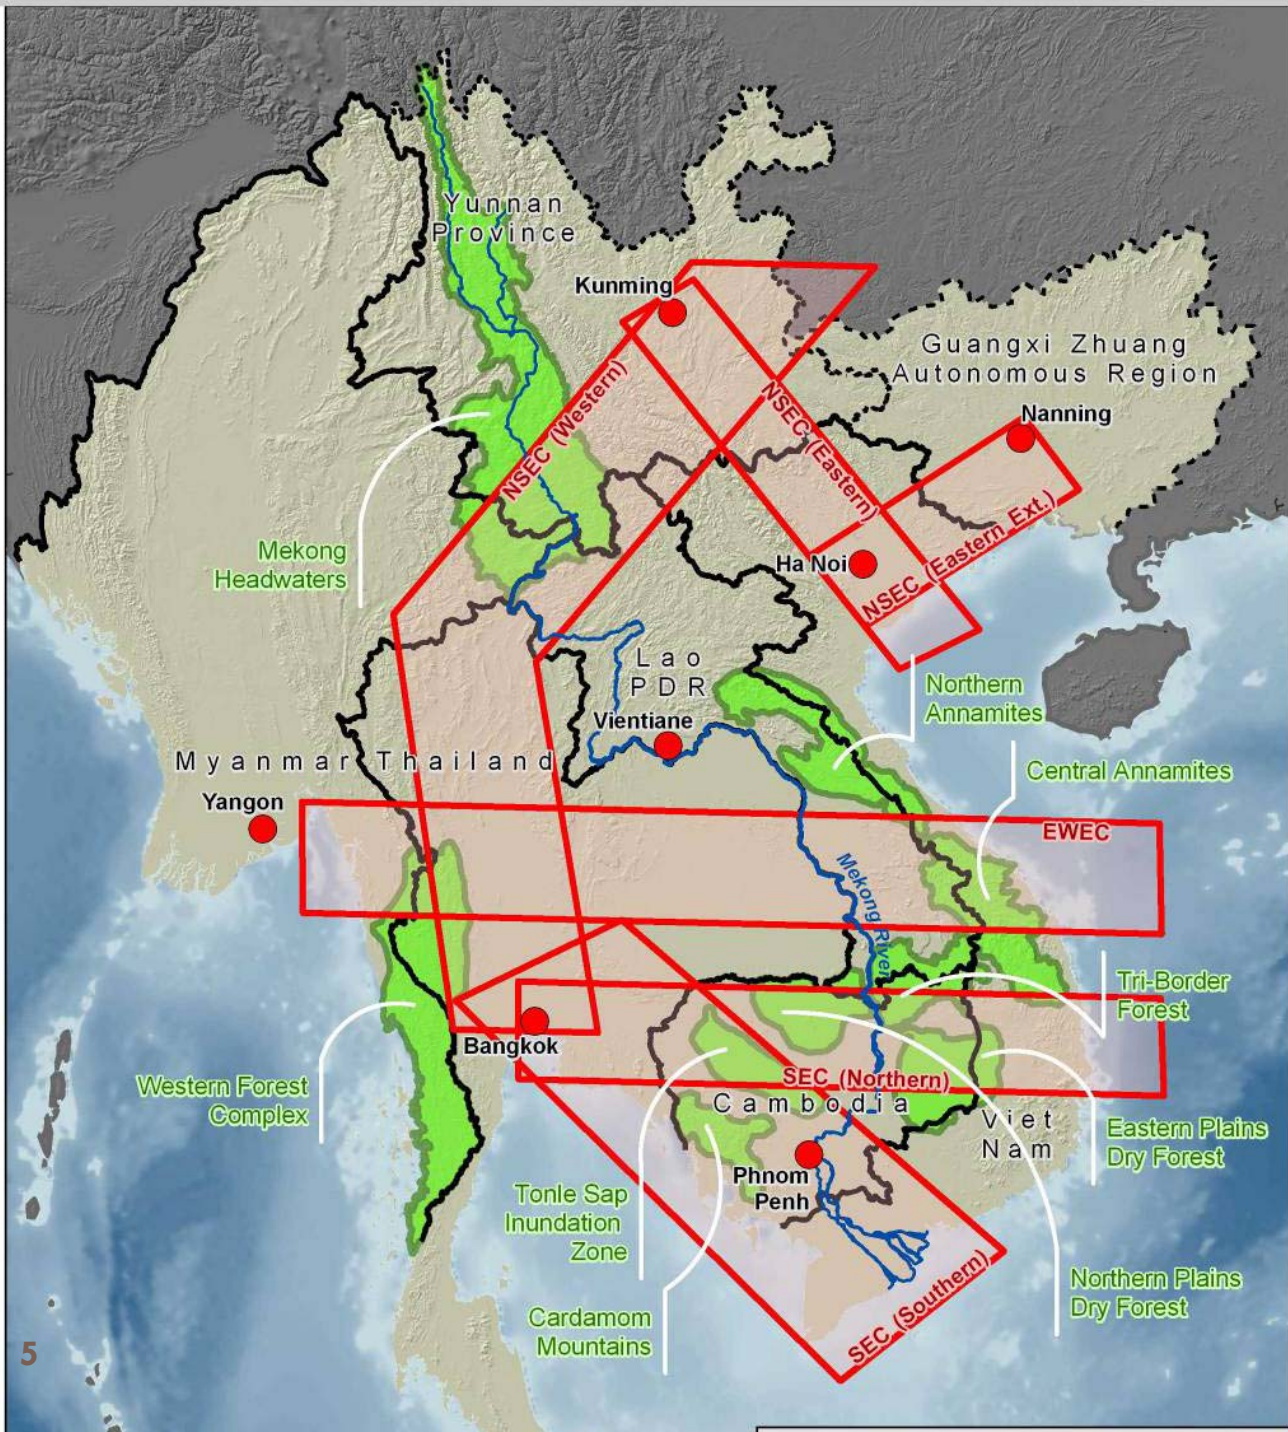 Yunnan
Province
Kunming
Guangxi Zhuang
Autonomous Region
NSEC (Western)
NSEC (Eastern)
Nanning
Mekong
Headwaters
Ha Noi
NSEC (Eastern Ext.)
Lao
PDR
Northern
Annamites
Vientiane
Myanmar
Thailand
Central Annamites
Yangon
EWEC
Mekong River
Tri-Border
Forest
Bangkok
Western Forest
Complex
SEC (Northern)
Cambodia
Viet
Nam
Eastern Plains
Dry Forest
Phnom
Penh
Tonle Sap
Inundation
Zone
Northern Plains
Dry Forest
SEC (Southern)
Cardamom
Mountains
5